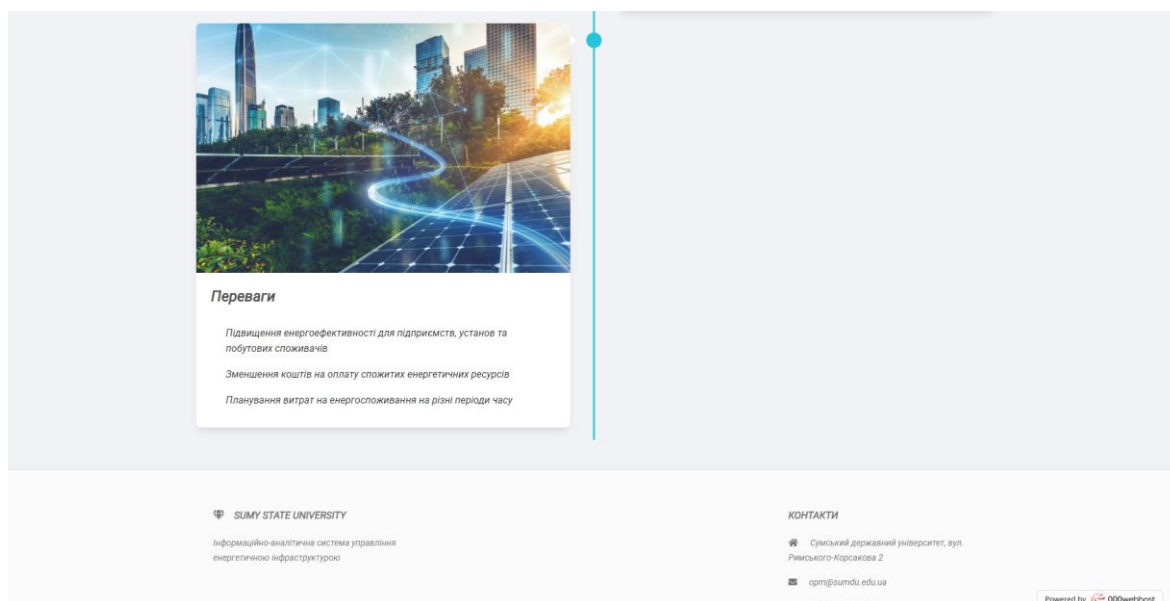 Переваги
Підвищення енергоефективності для підприємств, установ та
побутових споживачів
Зменшення коштів на оплату спожитих енергетичних ресурсів
Планування витрат на енергоспоживання на різні періоди часу
SUMY STATE UNIVERSITY
Інформаційно-аналітична система управління
енергетичною інфраструктурою
КОНТАКТИ
Сумський державний університет, вул.
Римського-Корсакова 2
opm@sumdu.edu.ua
Powered by 000webhost